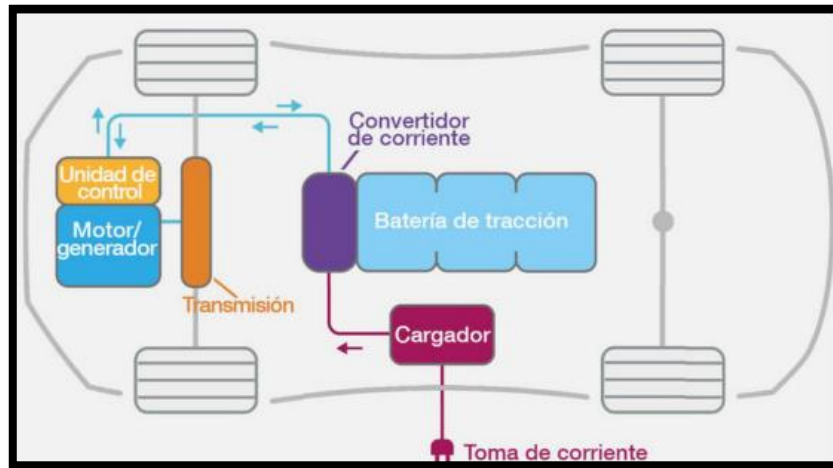 Convertidor
de corriente
Unidad de
control
Motor/
generador
Batería de tracción
Transmisión
Cargador
Toma de corriente